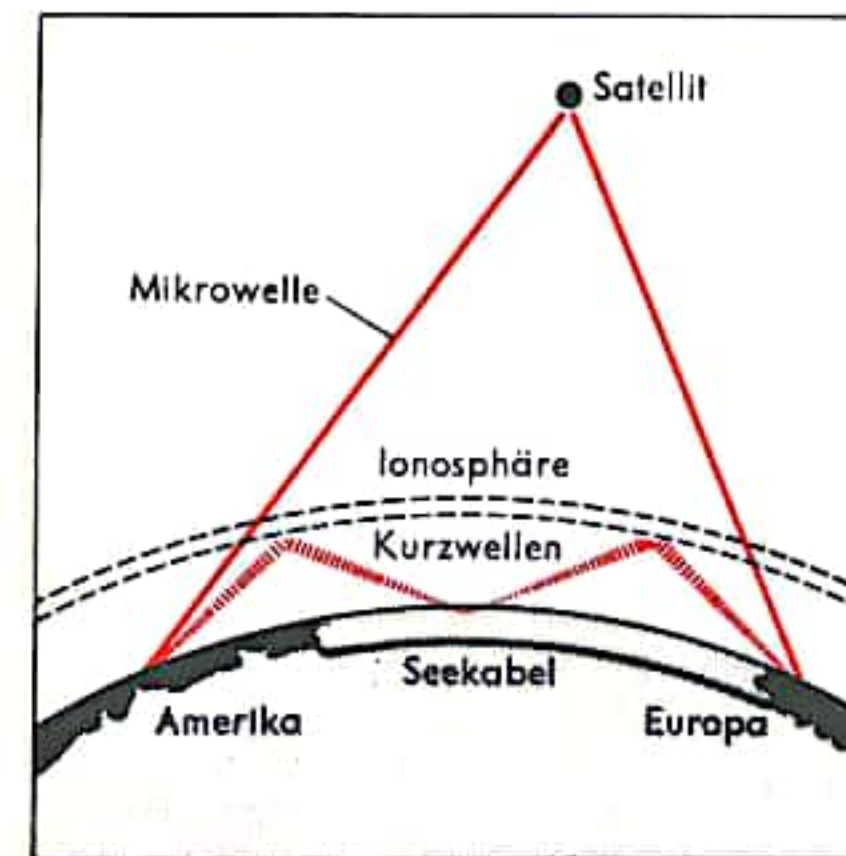 Satellit
Mikrowelle
Ionosphäre
Kurzwellen
Seekabel
Amerika
Europa